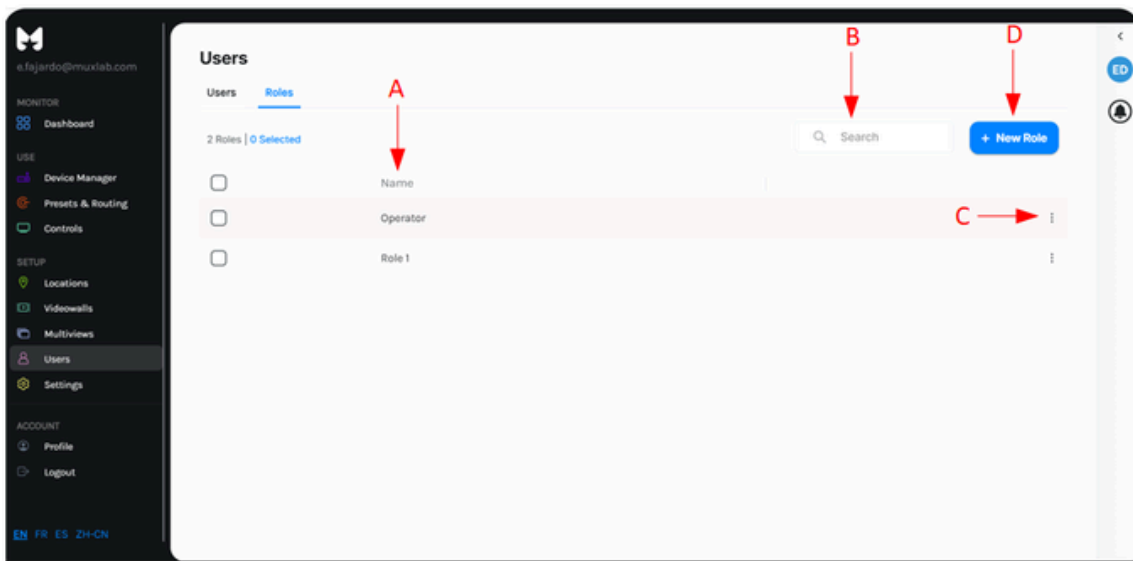 e.fajardo@muxlab.com
MONITOR
Dashboard
USE
Device Manager
Presets & Routing
Controls
SETUP
Locations
Videowalls
Multiviews
Users
Settings
ACCOUNT
Profile
Logout
EN FR ES ZH-CN
Users
Users Roles
A
B
D
2 Roles | 0 Selected
Search
+ New Role
Name
Operator
C
Role 1
ED